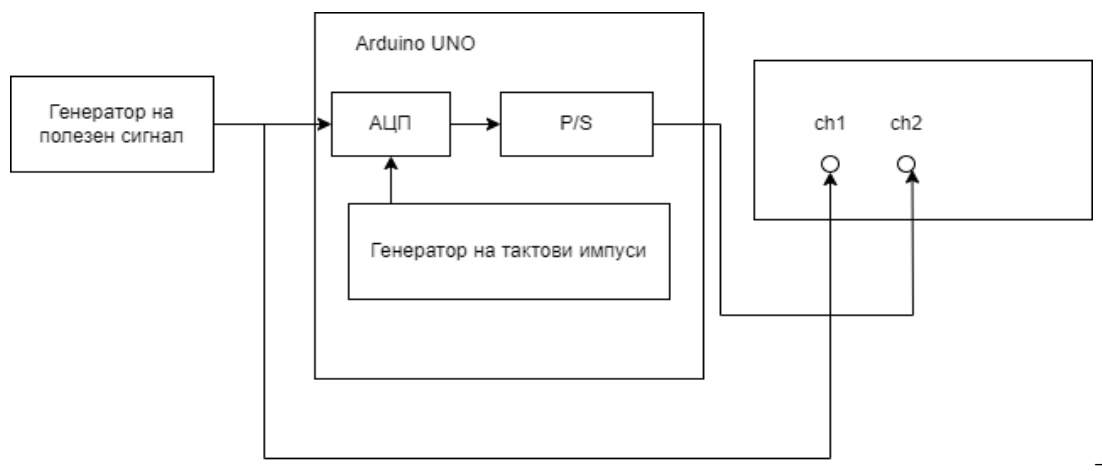 Arduino UNO
Генератор на
полезен сигнал
АЦП
P/S
ch1
ch2
Генератор на тактови импуси